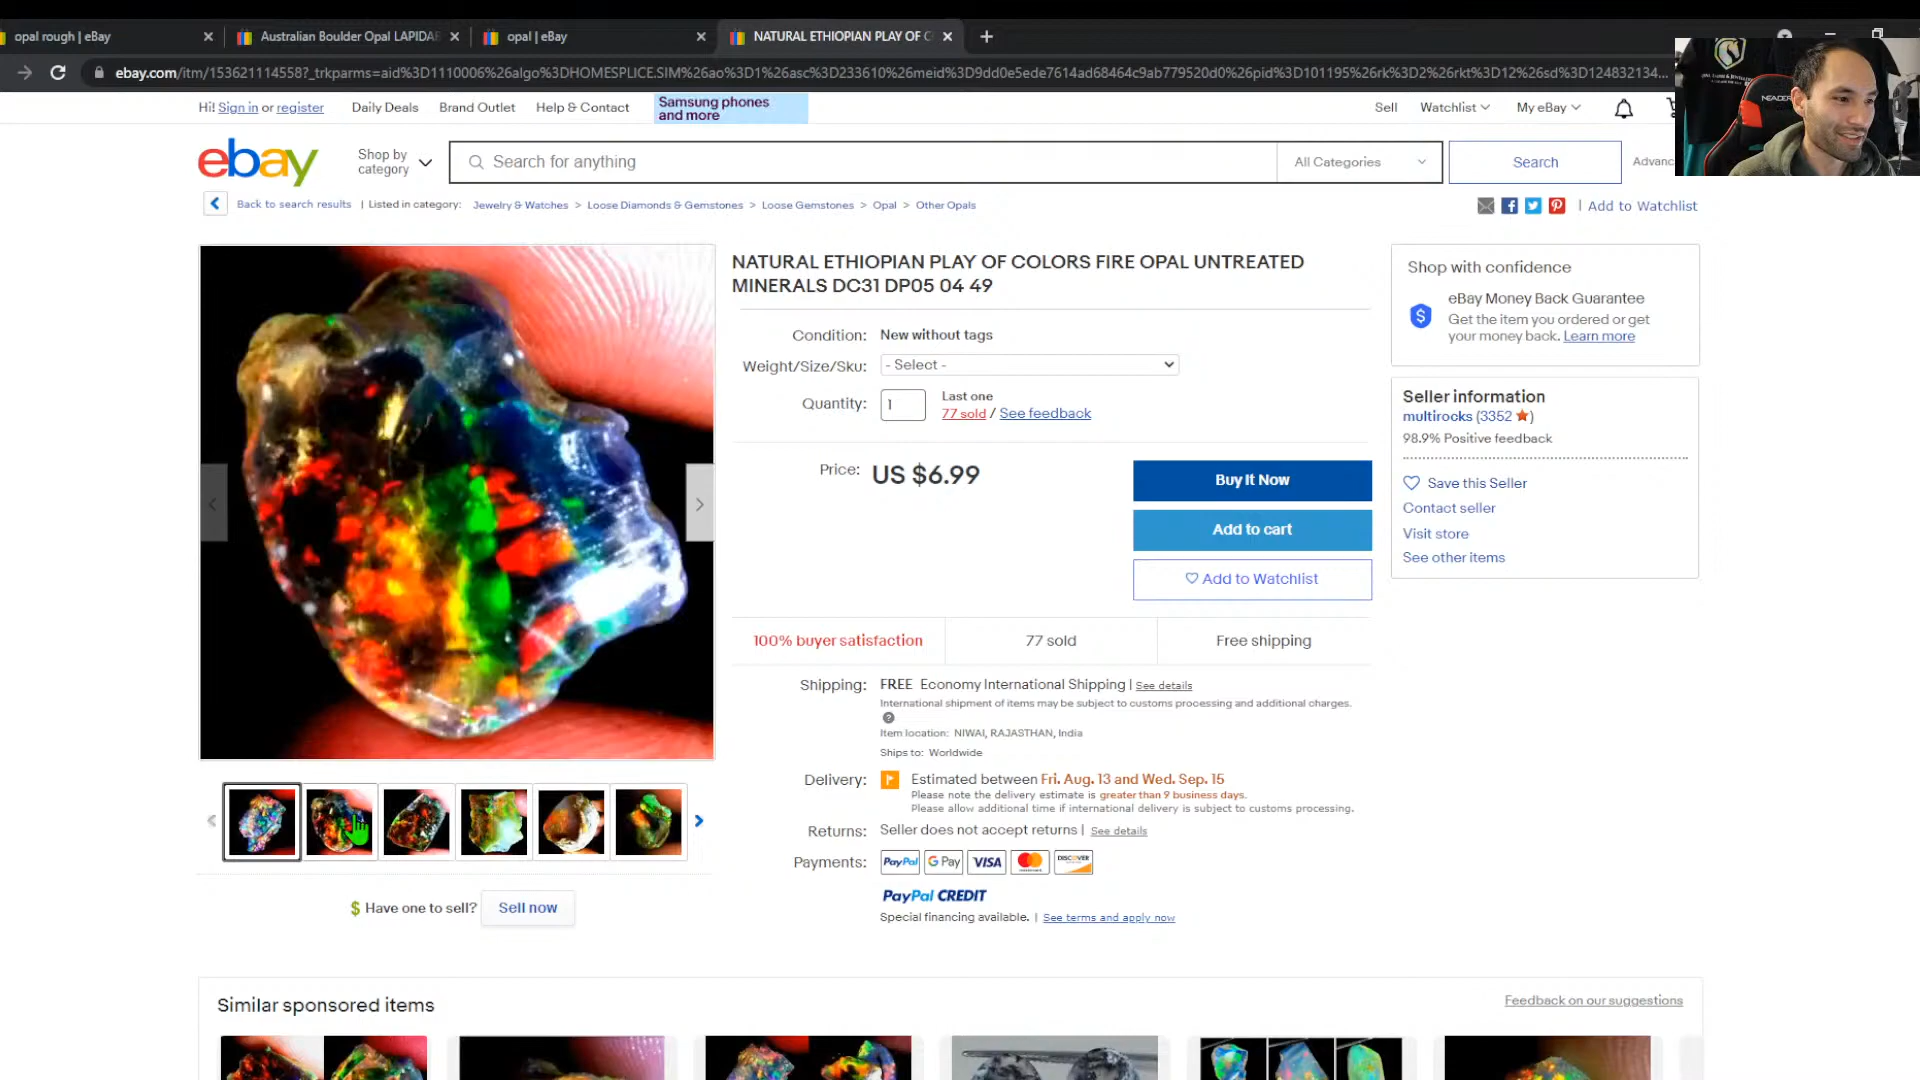 opal rough | eBay
Australian Boulder Opal LAPIDA
opal | eBay
NATURAL ETHIOPIAN PLAY OF C
ebay.com/itm/153621114558?_trkparms=aid%3D1110006%26algo%3DHOMESPLICE.SIM%26ao%3D1%26asc%3D233610%26meid%3D9dd0e5ede7614ad68464c9ab779520d0%26pid%3D101195%26rk%3D2%26rkt%3D12%26sd%3D124832134...
Hi! Sign in or register
Daily Deals
Brand Outlet
Help & Contact
Samsung phones
and more
Sell
Watchlist
My eBay
ebay
Shop by
category
Search for anything
All Categories
Search
Advanc
Back to search results | Listed in category: Jewelry & Watches > Loose Diamonds & Gemstones > Loose Gemstones > Opal > Other Opals
| Add to Watchlist
NATURAL ETHIOPIAN PLAY OF COLORS FIRE OPAL UNTREATED
MINERALS DC31 DP05 04 49
Condition: New without tags
Weight/Size/Sku: - Select -
Quantity: 1
Last one
77 sold / See feedback
Price: US $6.99
Buy It Now
Add to cart
Add to Watchlist
100% buyer satisfaction
77 sold
Free shipping
Shipping: FREE Economy International Shipping | See details
International shipment of items may be subject to customs processing and additional charges.
Item location: NIWAI, RAJASTHAN, India
Ships to: Worldwide
Delivery: Estimated between Fri. Aug. 13 and Wed. Sep. 15
Please note the delivery estimate is greater than 9 business days.
Please allow additional time if international delivery is subject to customs processing.
Returns: Seller does not accept returns | See details
Payments: PayPal G Pay VISA DISCOVER
PayPal CREDIT
Special financing available. | See terms and apply now
Shop with confidence
eBay Money Back Guarantee
Get the item you ordered or get
your money back. Learn more
Seller information
multirocks (3352 )
98.9% Positive feedback
Save this Seller
Contact seller
Visit store
See other items
$ Have one to sell? Sell now
Similar sponsored items
Feedback on our suggestions